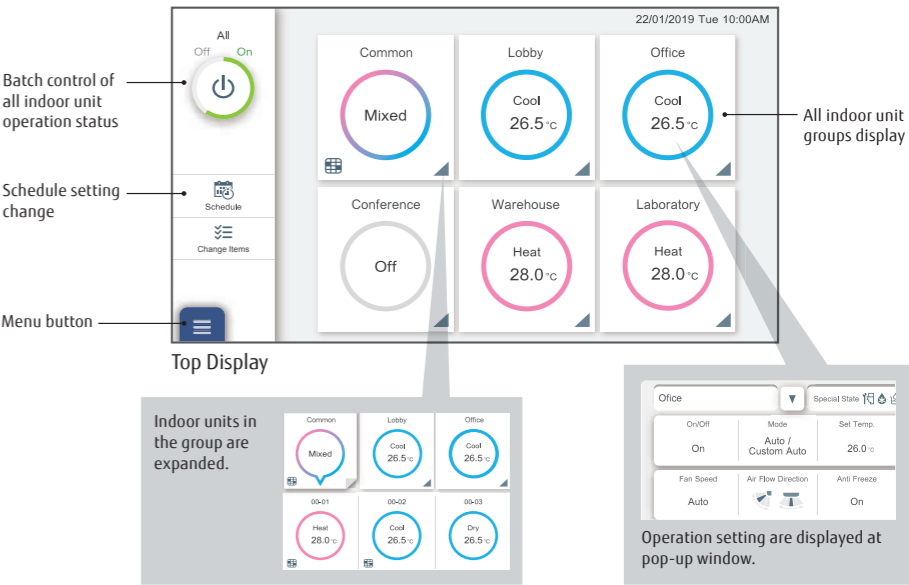 22/01/2019 Tue 10:00AM
All
Off On
Batch control of
all indoor unit
operation status
Schedule setting
change
Schedule
Change Items
Menu button
Common
Mixed
Lobby
Cool
26.5°C
Office
Cool
26.5°C
All indoor unit
groups display
Conference
Off
Warehouse
Heat
28.0°C
Laboratory
Heat
28.0°C
Top Display
Indoor units in
the group are
expanded.
Common
Mixed
Lobby
Cool
26.5°C
Office
Cool
26.5°C
00-01
Heat
28.0°C
00-02
Cool
26.5°C
00-03
Dry
26.5°C
Ofice
Special State
On/Off
On
Mode
Auto /
Custom Auto
Set Temp.
26.0°C
Fan Speed
Auto
Air Flow Direction
Anti Freeze
On
Operation setting are displayed at
pop-up window.